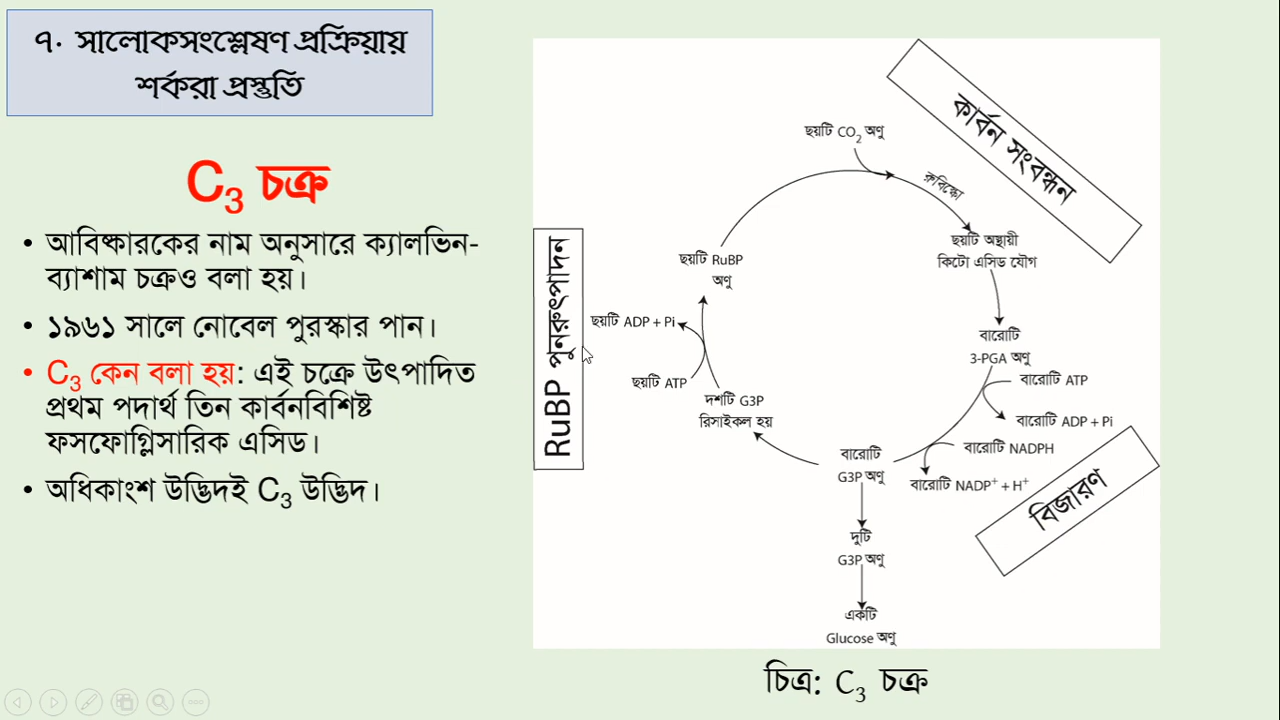 ৭. সালোকসংশ্লেষণ প্রক্রিয়ায়
শর্করা প্রস্তুতি
C₃ চক্র
• আবিষ্কারকের নাম অনুসারে ক্যালভিন-
ব্যাশাম চক্রও বলা হয়।
• ১৯৬১ সালে নোবেল পুরস্কার পান।
• C₃ কেন বলা হয়: এই চক্রে উৎপাদিত
প্রথম পদার্থ তিন কার্বনবিশিষ্ট
ফসফোগ্লিসারিক এসিড।
• অধিকাংশ উদ্ভিদই C₃ উদ্ভিদ।
কার্বন সংবন্ধন
ছয়টি CO₂ অণু
রুবিস্কো
ছয়টি অস্থায়ী
কিটো এসিড যৌগ
বারোটি
3-PGA অণু
বারোটি ATP
বারোটি ADP + Pi
বারোটি NADPH
বারোটি NADP⁺ + H⁺
বিজারণ
বারোটি
G3P অণু
দুটি
G3P অণু
একটি
Glucose অণু
দশটি G3P
রিসাইকল হয়
ছয়টি ATP
ছয়টি ADP + Pi
ছয়টি RuBP
অণু
RuBP পুনরুৎপাদন
চিত্র: C₃ চক্র